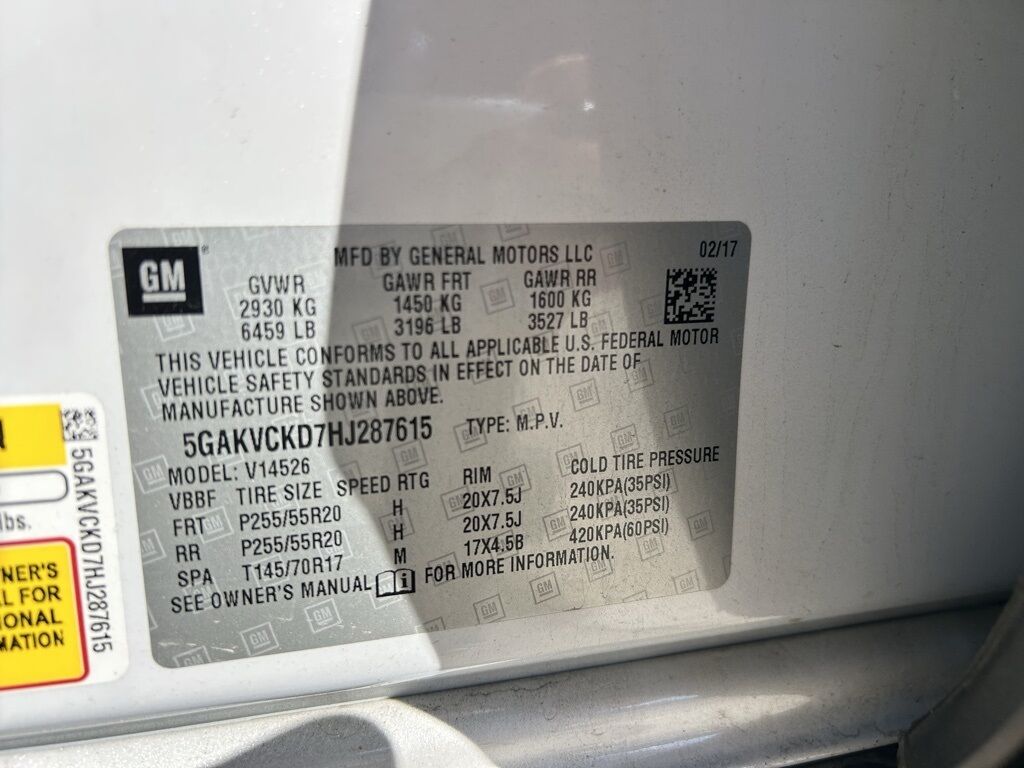 GM
MFD BY GENERAL MOTORS LLC 02/17
GVWR GAWR FRT GAWR RR
2930 KG 1450 KG 1600 KG
6459 LB 3196 LB 3527 LB
THIS VEHICLE CONFORMS TO ALL APPLICABLE U.S. FEDERAL MOTOR
VEHICLE SAFETY STANDARDS IN EFFECT ON THE DATE OF
MANUFACTURE SHOWN ABOVE.
5GAKVCKD7HJ287615 TYPE: M.P.V.
MODEL: V14526
VBBF TIRE SIZE SPEED RTG RIM COLD TIRE PRESSURE
FRT P255/55R20 H 20X7.5J 240KPA(35PSI)
RR P255/55R20 H 20X7.5J 240KPA(35PSI)
SPA T145/70R17 M 17X4.5B 420KPA(60PSI)
SEE OWNER'S MANUAL FOR MORE INFORMATION.
5GAKVCKD7HJ287615
lbs.